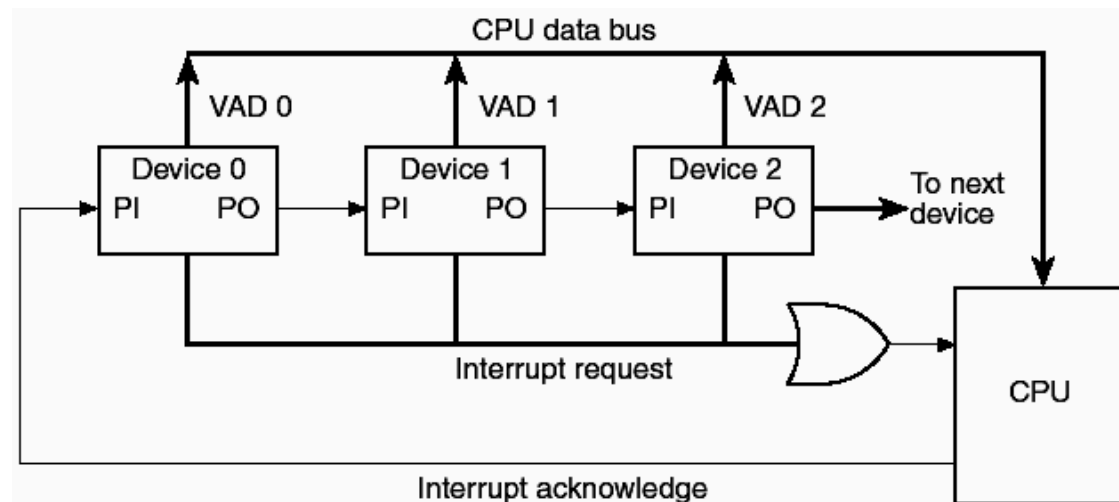 CPU data bus
VAD 0
VAD 1
VAD 2
Device 0
PI
PO
Device 1
PI
PO
Device 2
PI
PO
To next
device
Interrupt request
CPU
Interrupt acknowledge